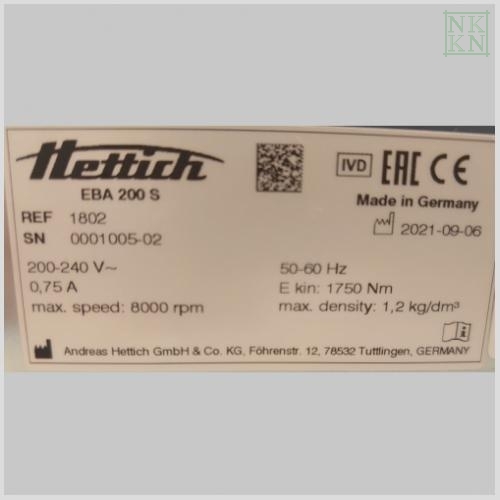 NK
KN
Hettich
EBA 200 S
IVD EAC CE
Made in Germany
REF 1802
2021-09-06
SN 0001005-02
200-240 V~
50-60 Hz
0,75 A
E kin: 1750 Nm
max. speed: 8000 rpm
max. density: 1,2 kg/dm³
Andreas Hettich GmbH & Co. KG, Föhrenstr. 12, 78532 Tuttlingen, GERMANY